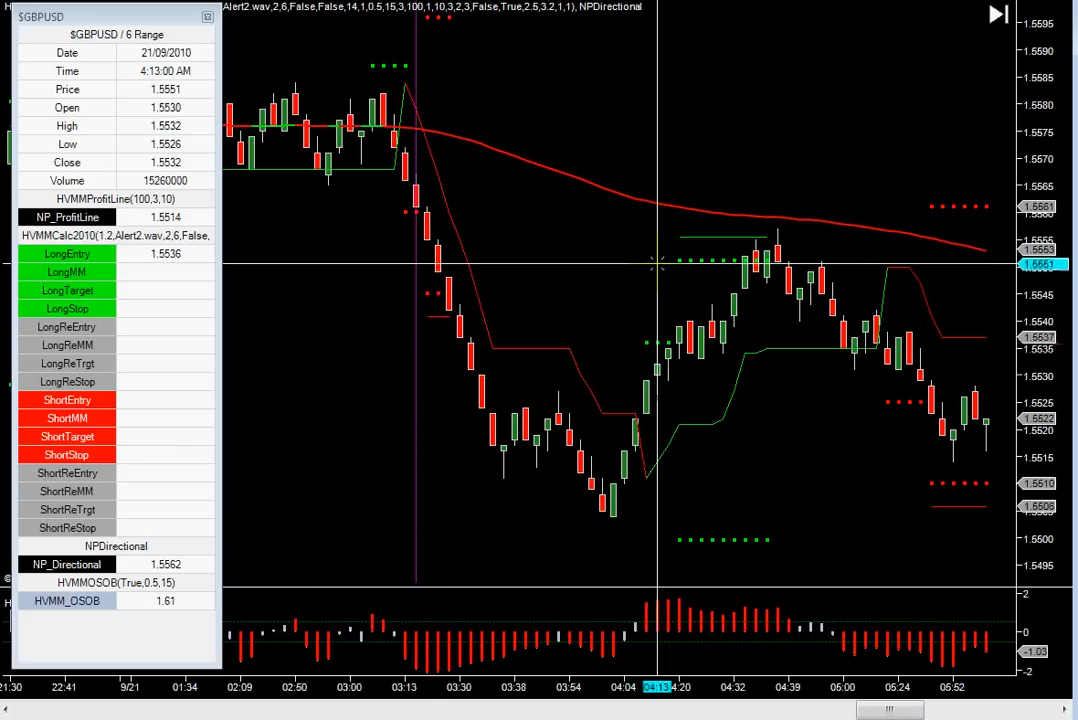 Alert2.wav,2,6,False,False,14,1,0.5,15,3,100,1,10,3,2,3,False,True,2.5,3.2,1,1), NPDirectional
$GBPUSD
$GBPUSD / 6 Range
Date 21/09/2010
Time 4:13:00 AM
Price 1.5551
Open 1.5530
High 1.5532
Low 1.5526
Close 1.5532
Volume 15260000
HVMMProfitLine(100,3,10)
NP_ProfitLine 1.5514
HVMMCalc2010(1.2,Alert2.wav,2,6,False,
LongEntry 1.5536
LongMM
LongTarget
LongStop
LongReEntry
LongReMM
LongReTrgt
LongReStop
ShortEntry
ShortMM
ShortTarget
ShortStop
ShortReEntry
ShortReMM
ShortReTrgt
ShortReStop
NPDirectional
NP_Directional 1.5562
HVMMOSOB(True,0.5,15)
HVMM_OSOB 1.61
1.5595
1.5590
1.5585
1.5580
1.5575
1.5570
1.5565
1.5561
1.5560
1.5555
1.5553
1.5551
1.5545
1.5540
1.5537
1.5535
1.5530
1.5525
1.5522
1.5520
1.5515
1.5510
1.5506
1.5500
1.5495
2
0
-1.03
-2
21:30 22:41 9/21 01:34 02:09 02:50 03:00 03:13 03:30 03:38 03:54 04:04 04:13 4:20 04:32 04:39 05:00 05:24 05:52